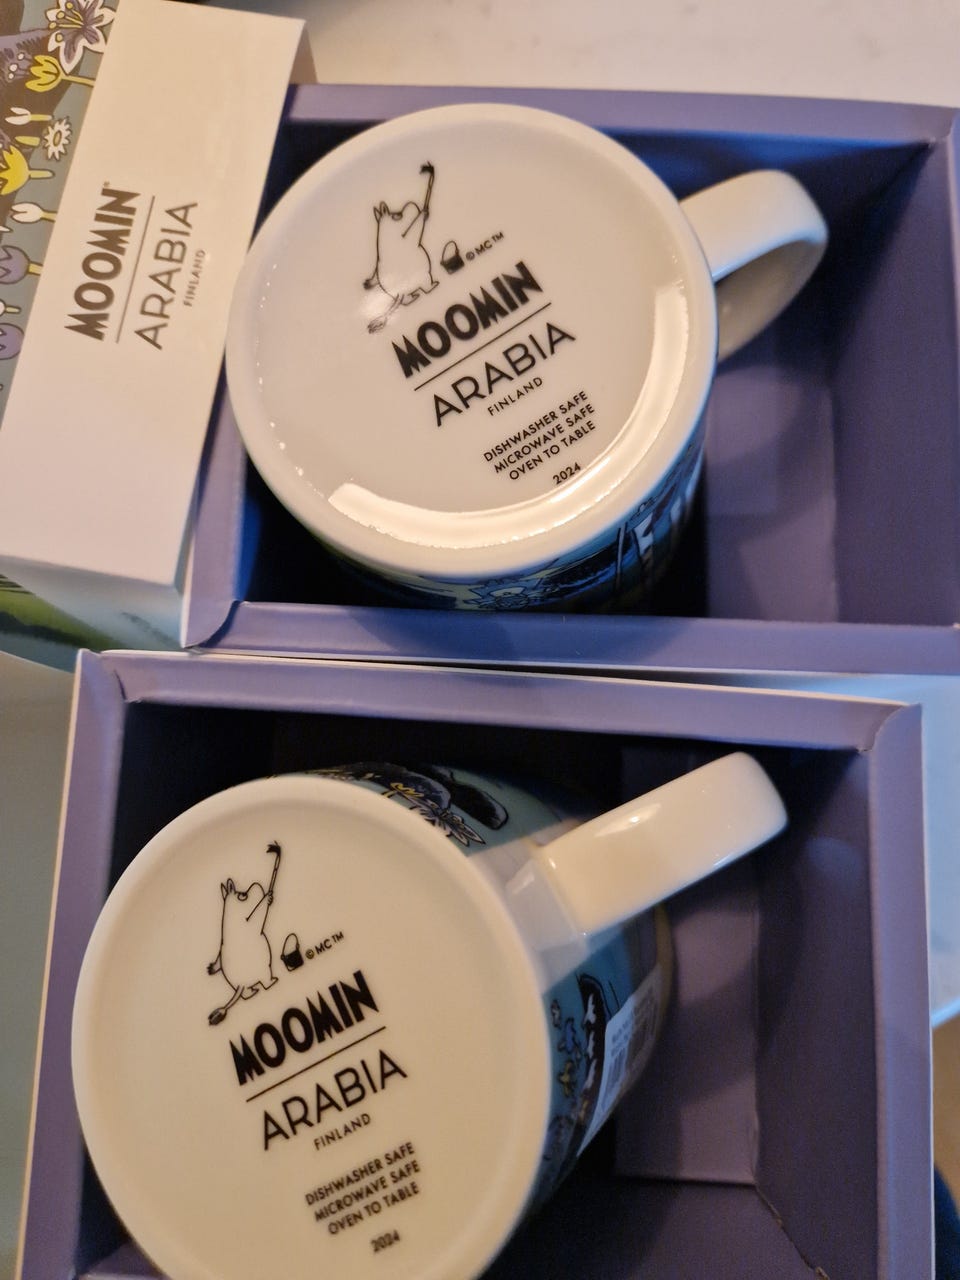 MOOMIN™
ARABIA
FINLAND
© MC™
MOOMIN
ARABIA
FINLAND
DISHWASHER SAFE
MICROWAVE SAFE
OVEN TO TABLE
2024
© MC™
MOOMIN
ARABIA
FINLAND
DISHWASHER SAFE
MICROWAVE SAFE
OVEN TO TABLE
2024